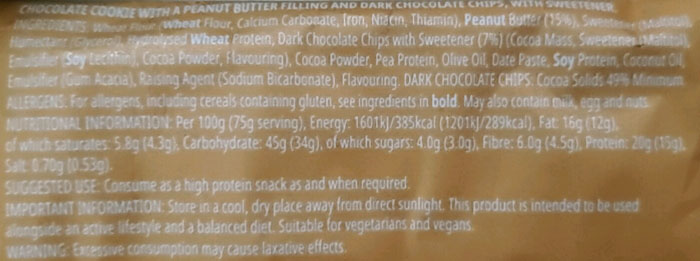 CHOCOLATE COOKIE WITH A PEANUT BUTTER FILLING AND DARK CHOCOLATE CHIPS, WITH SWEETENER.
INGREDIENTS: Wheat Flour (Wheat Flour, Calcium Carbonate, Iron, Niacin, Thiamin), Peanut Butter (15%), Sweetener (Maltitol),
Humectant (Glycerol), Hydrolysed Wheat Protein, Dark Chocolate Chips with Sweetener (7%) (Cocoa Mass, Sweetener (Maltitol),
Emulsifier (Soy Lecithin), Cocoa Powder, Flavouring), Cocoa Powder, Pea Protein, Olive Oil, Date Paste, Soy Protein, Coconut Oil,
Emulsifier (Gum Acacia), Raising Agent (Sodium Bicarbonate), Flavouring. DARK CHOCOLATE CHIPS: Cocoa Solids 49% Minimum.
ALLERGENS: For allergens, including cereals containing gluten, see ingredients in bold. May also contain milk, egg and nuts.
NUTRITIONAL INFORMATION: Per 100g (75g serving), Energy: 1601kJ/385kcal (1201kJ/289kcal), Fat: 16g (12g),
of which saturates: 5.8g (4.3g), Carbohydrate: 45g (34g), of which sugars: 4.0g (3.0g), Fibre: 6.0g (4.5g), Protein: 20g (15g),
Salt: 0.70g (0.53g).
SUGGESTED USE: Consume as a high protein snack as and when required.
IMPORTANT INFORMATION: Store in a cool, dry place away from direct sunlight. This product is intended to be used
alongside an active lifestyle and a balanced diet. Suitable for vegetarians and vegans.
WARNING: Excessive consumption may cause laxative effects.